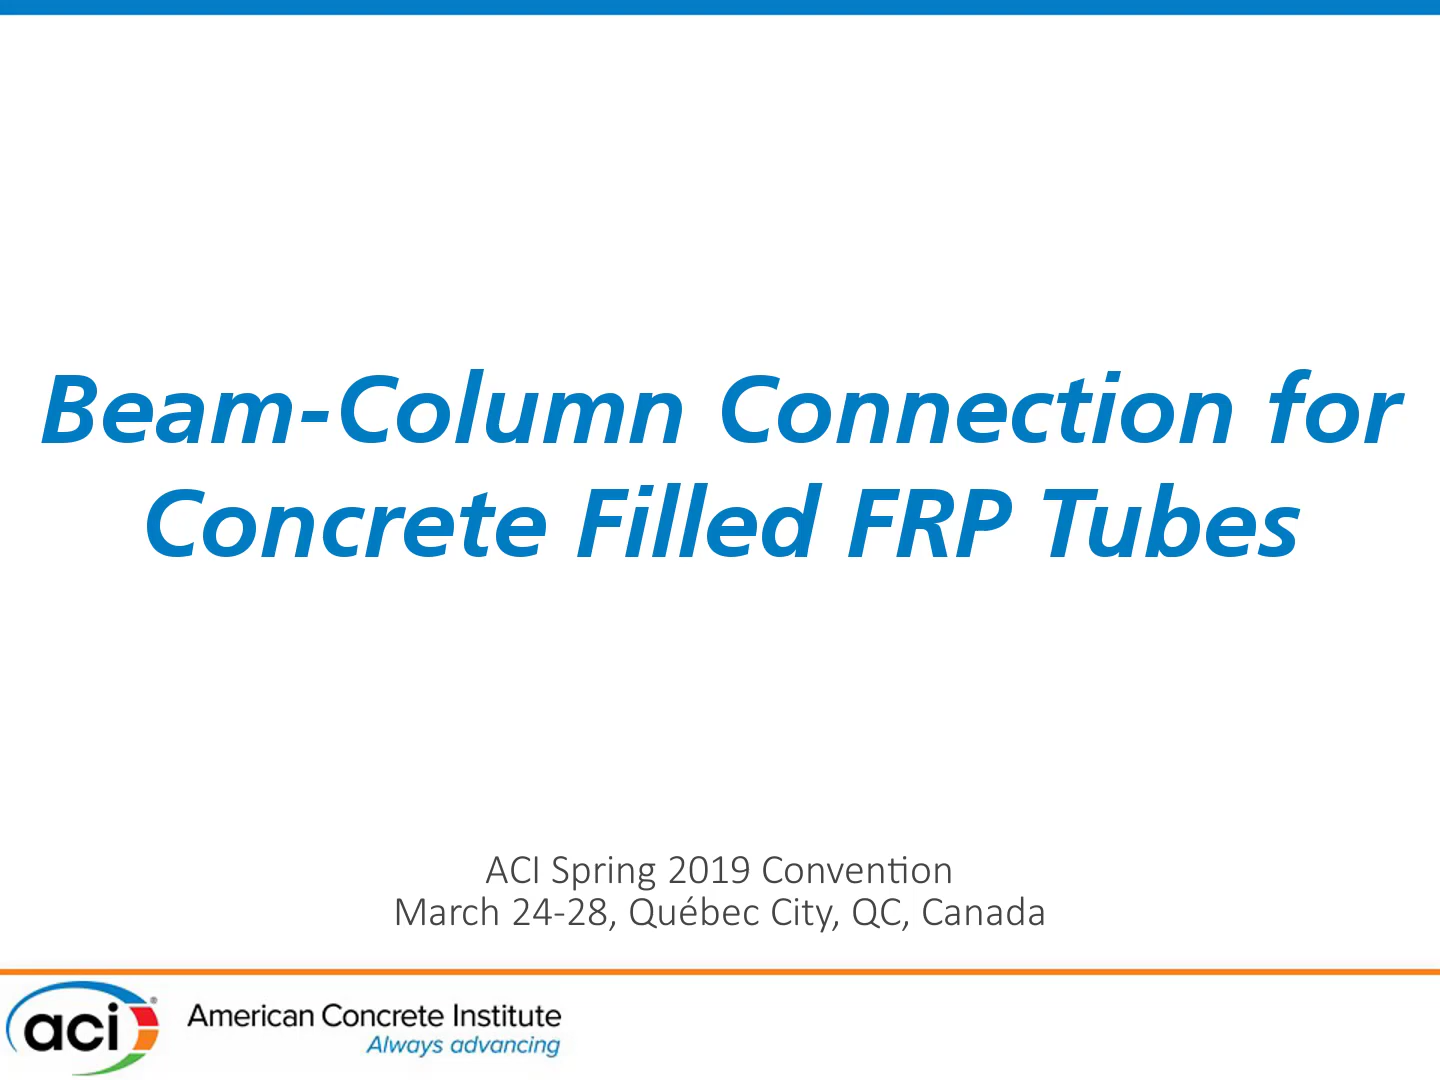 Beam-Column Connection for
Concrete Filled FRP Tubes
ACI Spring 2019 Convention
March 24-28, Québec City, QC, Canada
aci®
American Concrete Institute
Always advancing